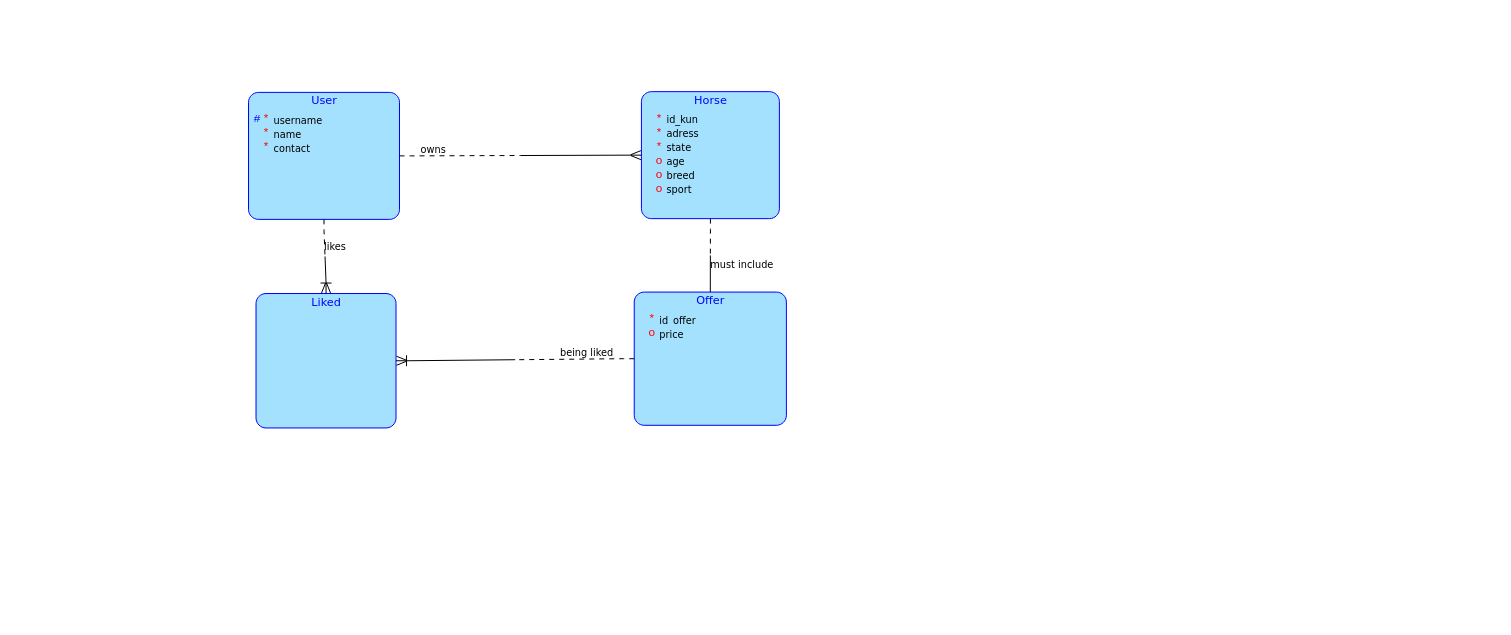 User
# * username
* name
* contact
owns
Horse
* id_kun
* adress
* state
o age
o breed
o sport
likes
must include
Liked
being liked
Offer
* id_offer
o price